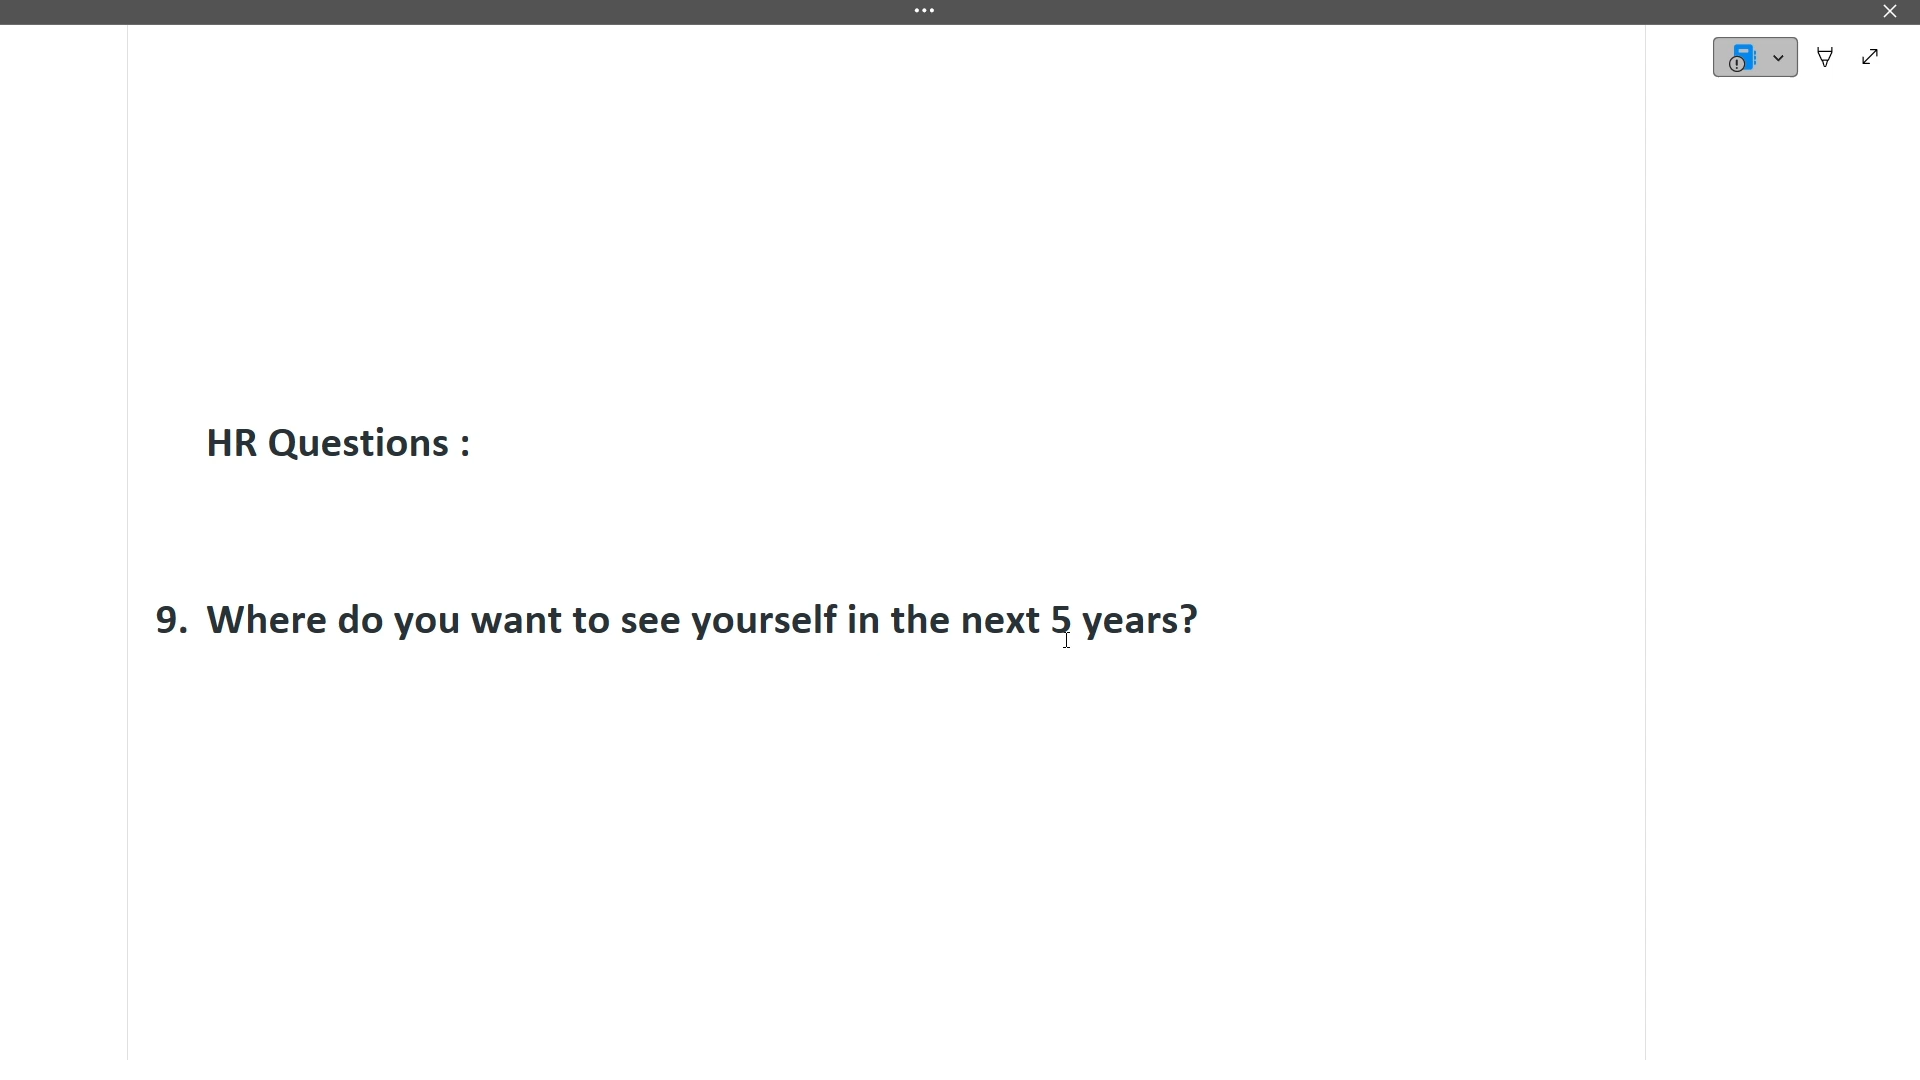 HR Questions :
9. Where do you want to see yourself in the next 5 years?